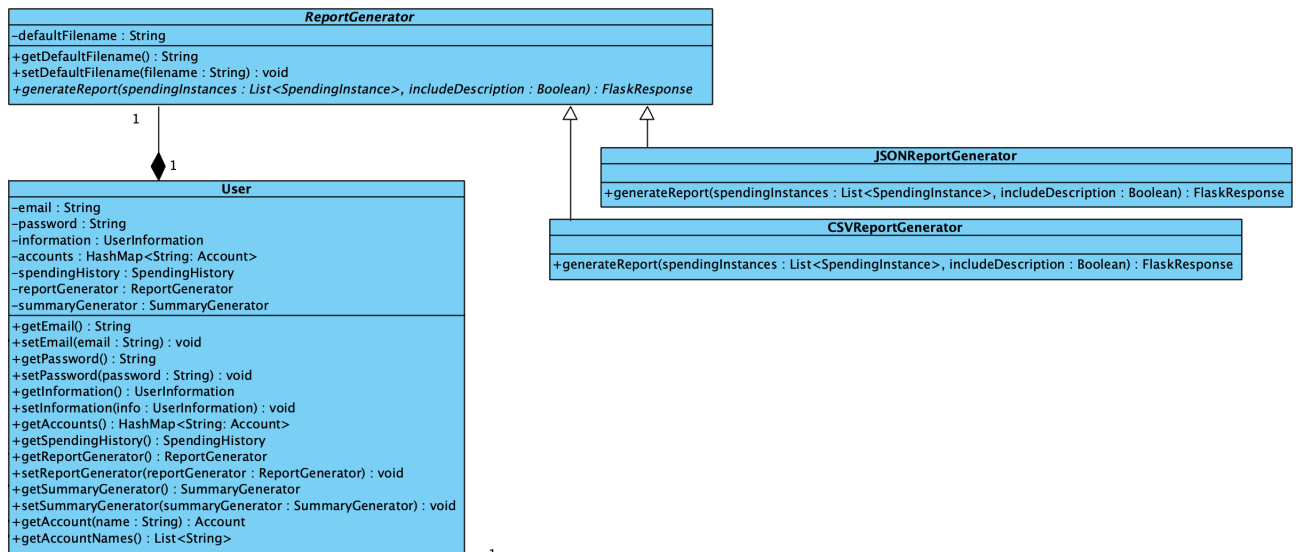 ReportGenerator
-defaultFilename : String
+getDefaultFilename() : String
+setDefaultFilename(filename : String) : void
+generateReport(spendingInstances : List<SpendingInstance>, includeDescription : Boolean) : FlaskResponse
1
1
JSONReportGenerator
+generateReport(spendingInstances : List<SpendingInstance>, includeDescription : Boolean) : FlaskResponse
CSVReportGenerator
+generateReport(spendingInstances : List<SpendingInstance>, includeDescription : Boolean) : FlaskResponse
User
-email : String
-password : String
-information : UserInformation
-accounts : HashMap<String: Account>
-spendingHistory : SpendingHistory
-reportGenerator : ReportGenerator
-summaryGenerator : SummaryGenerator
+getEmail() : String
+setEmail(email : String) : void
+getPassword() : String
+setPassword(password : String) : void
+getInformation() : UserInformation
+setInformation(info : UserInformation) : void
+getAccounts() : HashMap<String: Account>
+getSpendingHistory() : SpendingHistory
+getReportGenerator() : ReportGenerator
+setReportGenerator(reportGenerator : ReportGenerator) : void
+getSummaryGenerator() : SummaryGenerator
+setSummaryGenerator(summaryGenerator : SummaryGenerator) : void
+getAccount(name : String) : Account
+getAccountNames() : List<String>